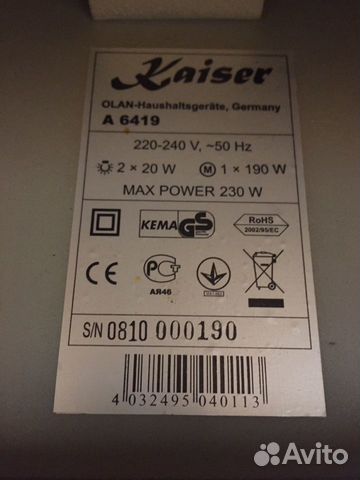 Kaiser
OLAN-Haushaltsgeräte, Germany
A 6419
220-240 V, ~50 Hz
2 × 20 W M 1 × 190 W
MAX POWER 230 W
KEMA GS RoHS
2002/95/EC
CE РСТ
АЯ46
S/N 0810 000190
4 032495 040113
Avito